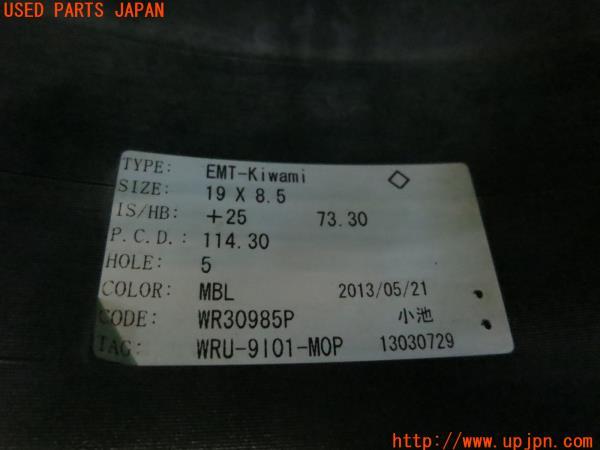 USED PARTS JAPAN
TYPE: EMT-Kiwami ◇
SIZE: 19 X 8.5
IS/HB: +25 73.30
P.C.D.: 114.30
HOLE: 5
COLOR: MBL 2013/05/21
CODE: WR30985P 小池
TAG: WRU-9I01-MOP 13030729
http://www.upjpn.com/